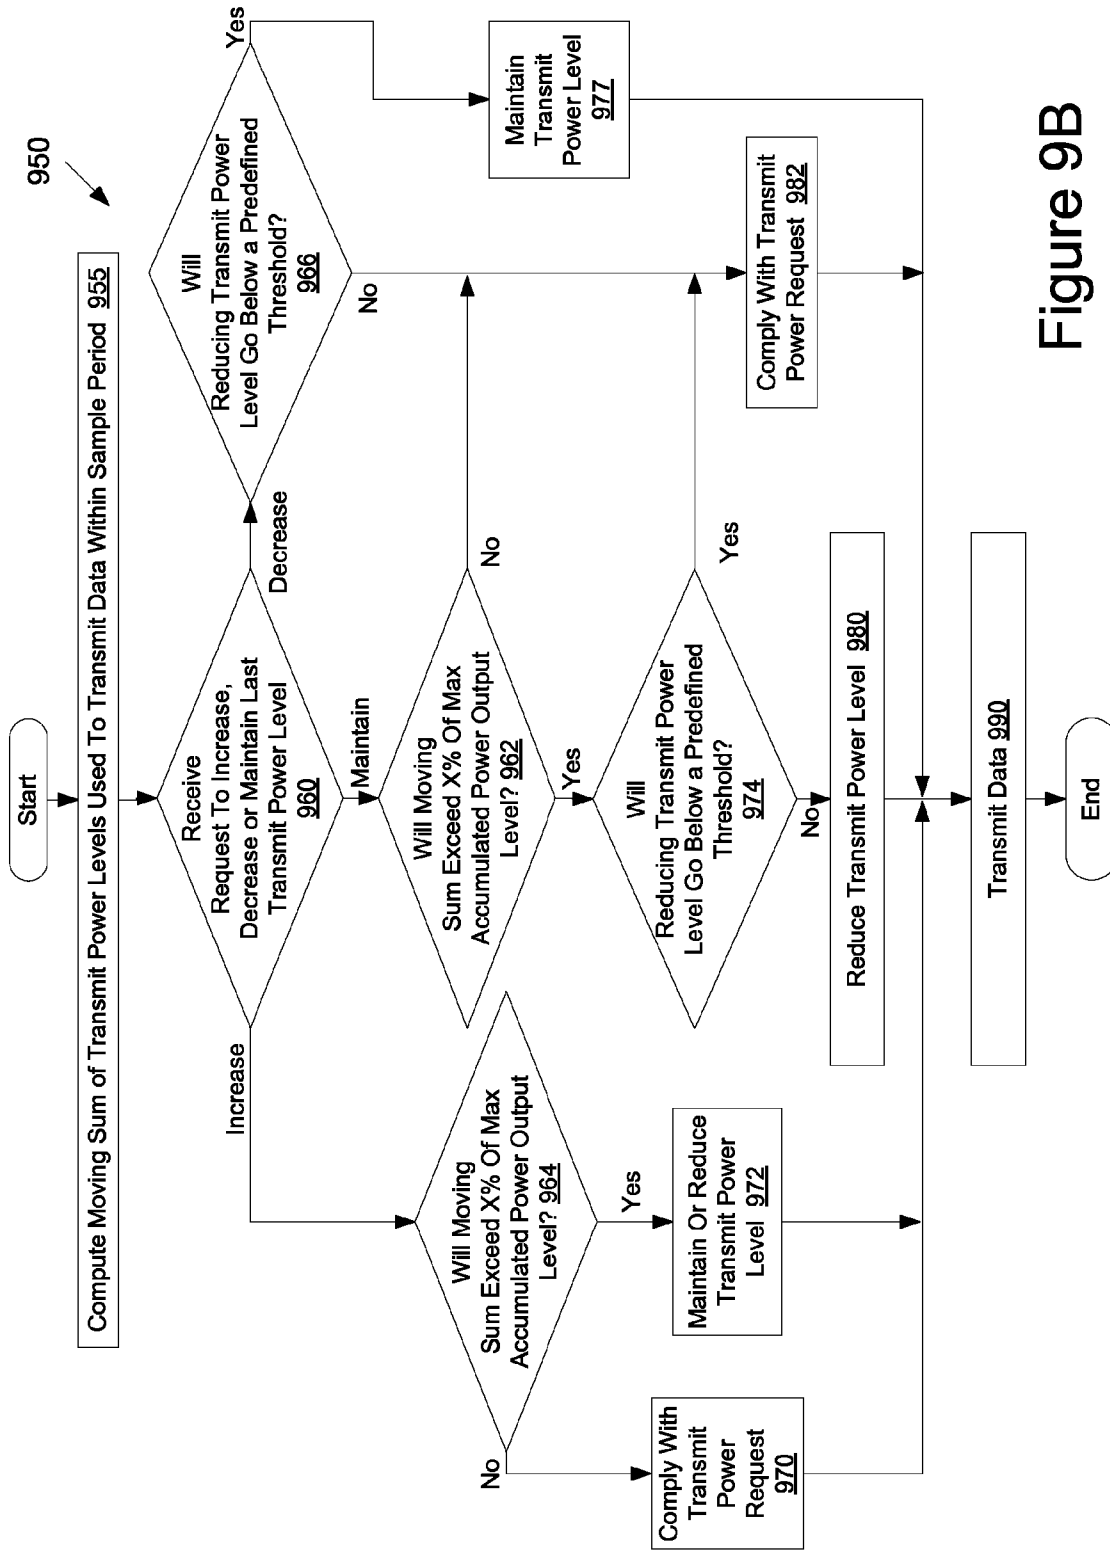 950
Start
Compute Moving Sum of Transmit Power Levels Used To Transmit Data Within Sample Period 955
Receive
Request To Increase,
Decrease or Maintain Last
Transmit Power Level
960
Increase
Maintain
Decrease
Will
Reducing Transmit Power
Level Go Below a Predefined
Threshold?
966
Yes
No
Will Moving
Sum Exceed X% Of Max
Accumulated Power Output
Level? 964
No
Yes
Will Moving
Sum Exceed X% Of Max
Accumulated Power Output
Level? 962
No
Yes
Maintain
Transmit
Power Level
977
Will
Reducing Transmit Power
Level Go Below a Predefined
Threshold?
974
Yes
No
Comply With
Transmit
Power
Request
970
Maintain Or Reduce
Transmit Power
Level 972
Comply With Transmit
Power Request 982
Reduce Transmit Power Level 980
Transmit Data 990
End
Figure 9B